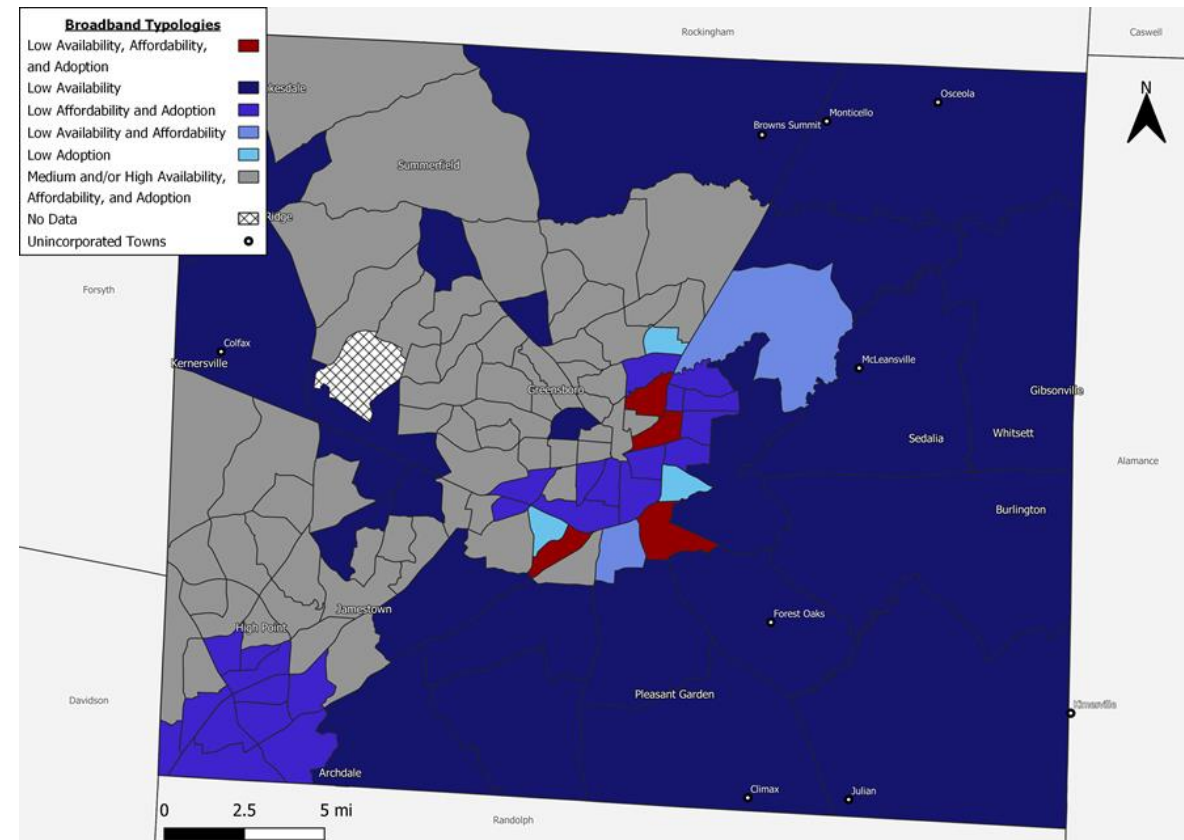 Broadband Typologies
Low Availability, Affordability,
and Adoption
Low Availability
Low Affordability and Adoption
Low Availability and Affordability
Low Adoption
Medium and/or High Availability,
Affordability, and Adoption
No Data
Unincorporated Towns
Rockingham
Caswell
N
kesdale
Osceola
Monticello
Browns Summit
Summerfield
Ridge
Forsyth
Colfax
Kernersville
McLeansville
Greensboro
Gibsonville
Whitsett
Sedalia
Alamance
Burlington
Jamestown
Forest Oaks
High Point
Pleasant Garden
Davidson
Kimesville
Archdale
Climax
Julian
0 2.5 5 mi
Randolph